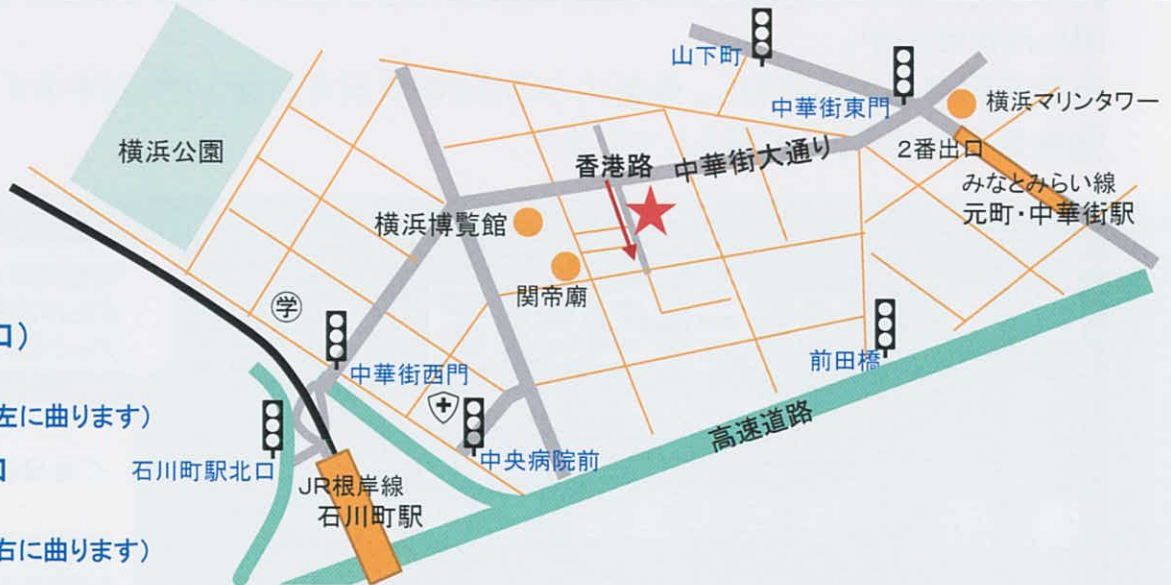 山下町
中華街東門
横浜マリンタワー
横浜公園
香港路
中華街大通り
2番出口
みなとみらい線
元町・中華街駅
横浜博覧館
関帝廟
学
口）
中華街西門
前田橋
左に曲ります）
高速道路
口
石川町駅北口
中央病院前
JR根岸線
石川町駅
右に曲ります）